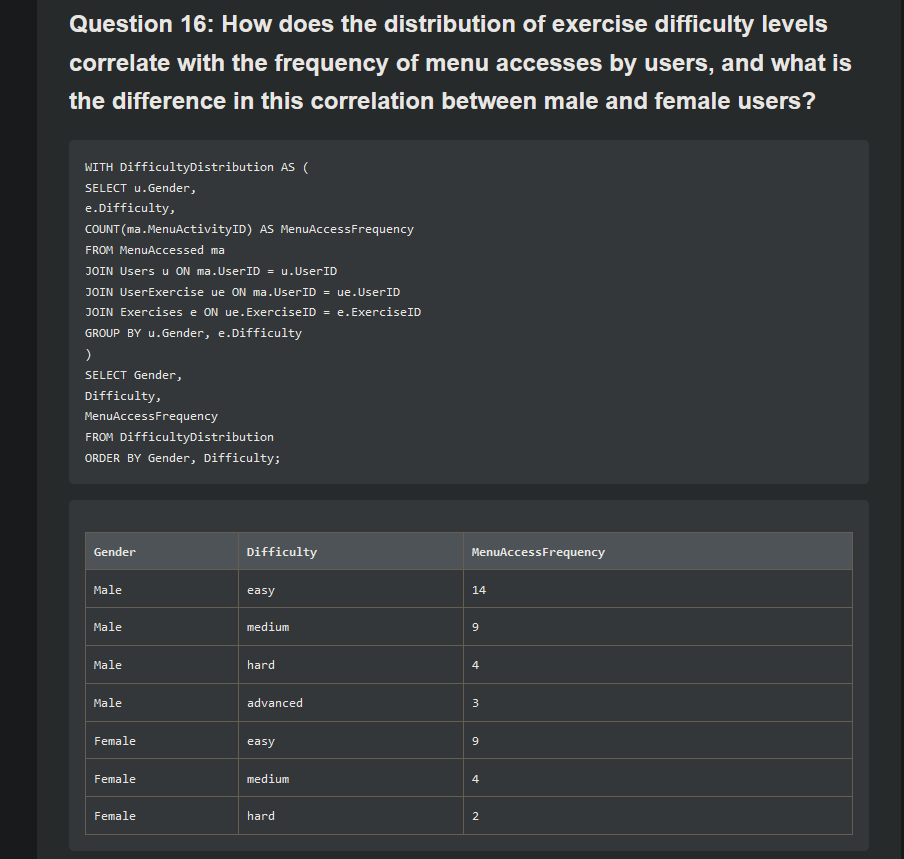 Question 16: How does the distribution of exercise difficulty levels
correlate with the frequency of menu accesses by users, and what is
the difference in this correlation between male and female users?
WITH DifficultyDistribution AS (
SELECT u.Gender,
e.Difficulty,
COUNT(ma.MenuActivityID) AS MenuAccessFrequency
FROM MenuAccessed ma
JOIN Users u ON ma.UserID = u.UserID
JOIN UserExercise ue ON ma.UserID = ue.UserID
JOIN Exercises e ON ue.ExerciseID = e.ExerciseID
GROUP BY u.Gender, e.Difficulty
)
SELECT Gender,
Difficulty,
MenuAccessFrequency
FROM DifficultyDistribution
ORDER BY Gender, Difficulty;
Gender Difficulty MenuAccessFrequency
Male easy 14
Male medium 9
Male hard 4
Male advanced 3
Female easy 9
Female medium 4
Female hard 2